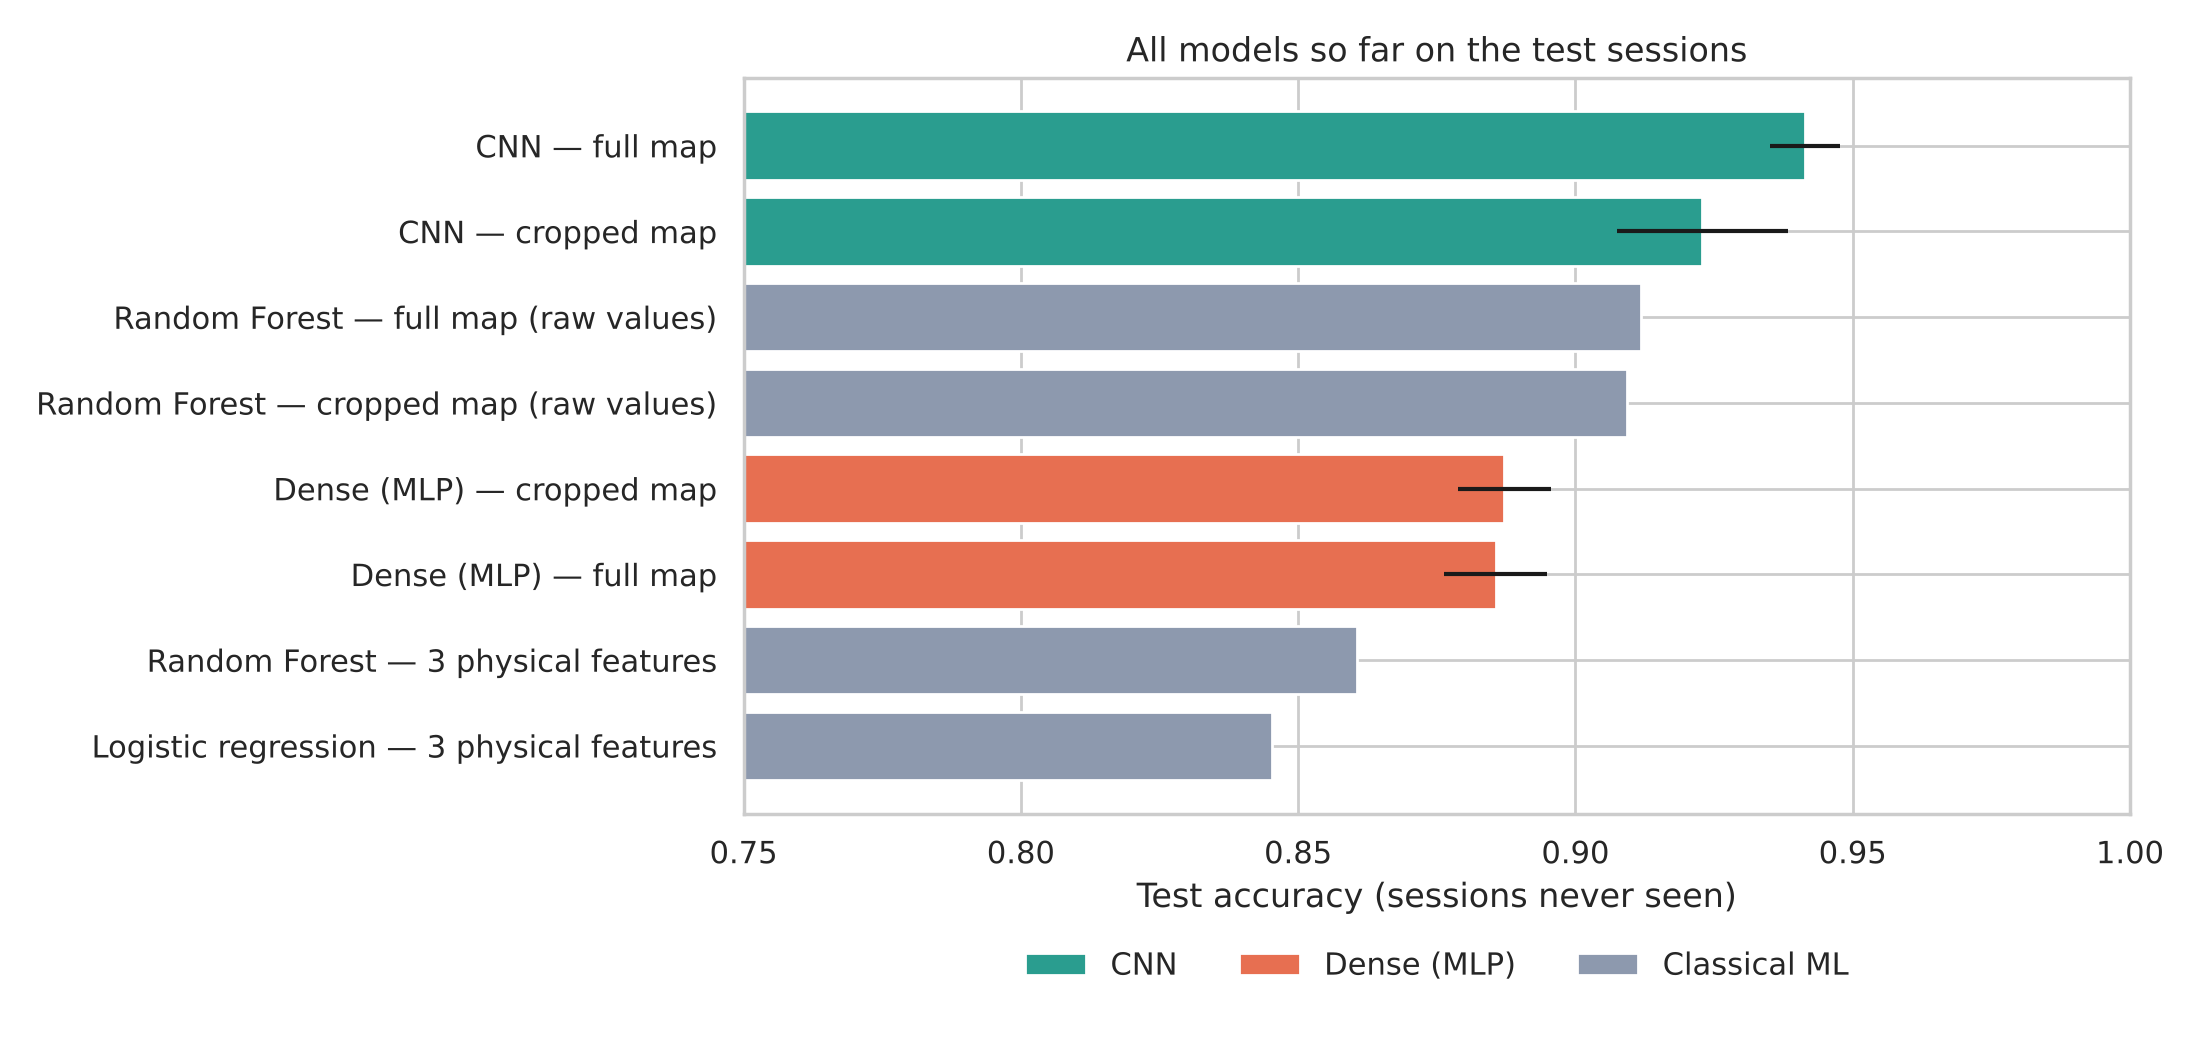 All models so far on the test sessions
CNN — full map
CNN — cropped map
Random Forest — full map (raw values)
Random Forest — cropped map (raw values)
Dense (MLP) — cropped map
Dense (MLP) — full map
Random Forest — 3 physical features
Logistic regression — 3 physical features
0.75 0.80 0.85 0.90 0.95 1.00
Test accuracy (sessions never seen)
CNN Dense (MLP) Classical ML